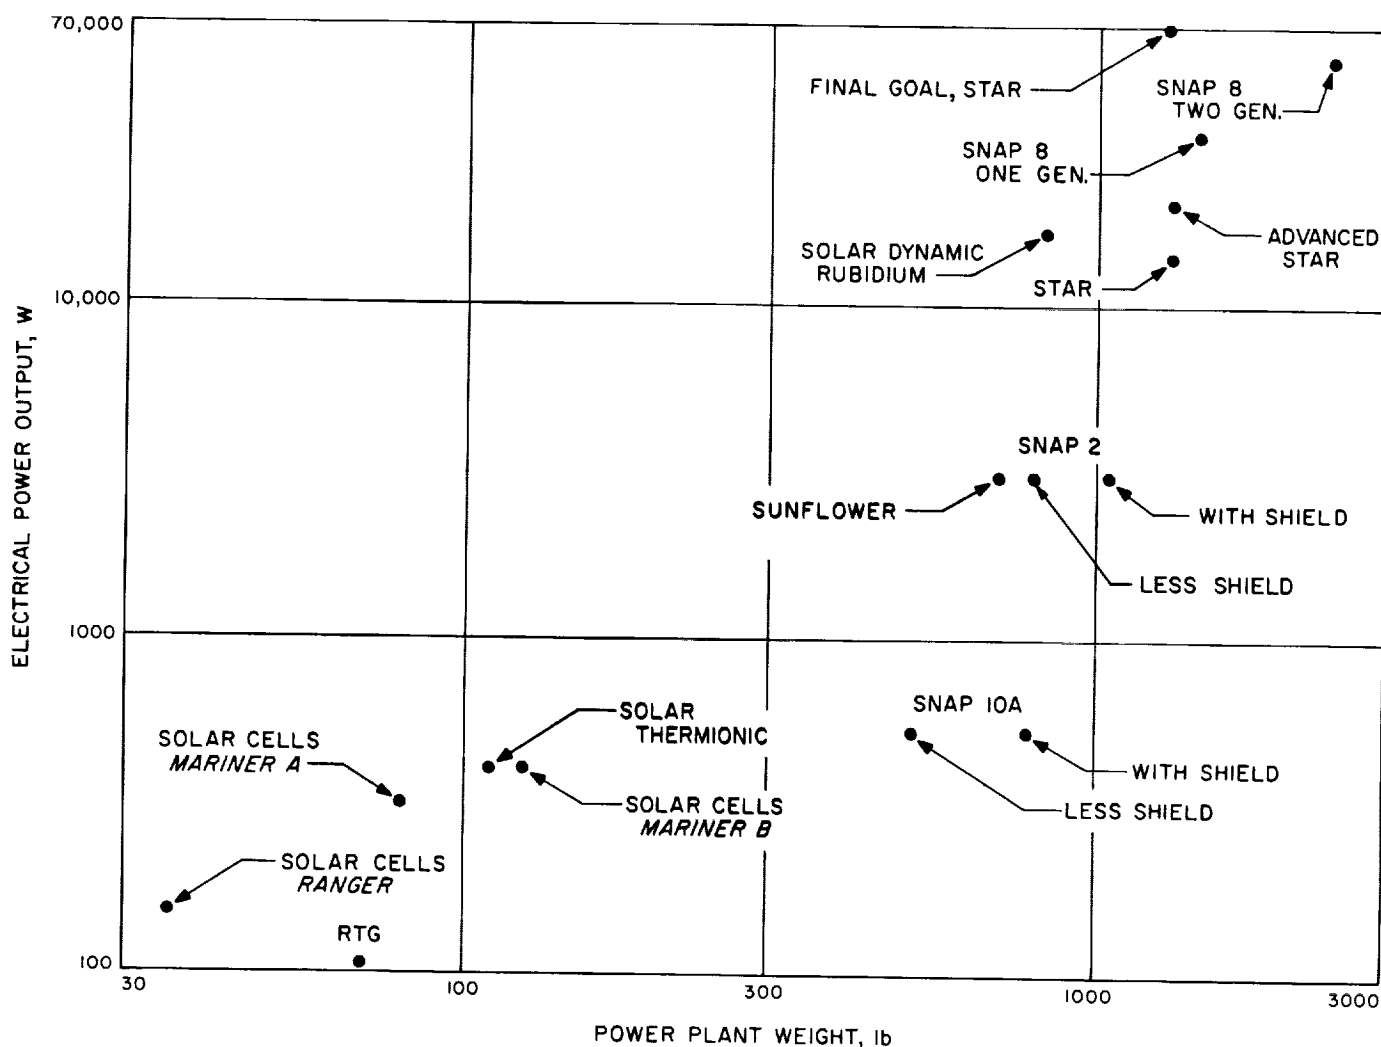 70,000
FINAL GOAL, STAR
SNAP 8
TWO GEN.
SNAP 8
ONE GEN.
SOLAR DYNAMIC
RUBIDIUM
ADVANCED
STAR
STAR
10,000
ELECTRICAL POWER OUTPUT, W
SNAP 2
SUNFLOWER
WITH SHIELD
LESS SHIELD
1000
SOLAR
THERMIONIC
SNAP 10A
SOLAR CELLS
MARINER A
WITH SHIELD
SOLAR CELLS
MARINER B
LESS SHIELD
SOLAR CELLS
RANGER
RTG
100
30
100
300
1000
3000
POWER PLANT WEIGHT, lb